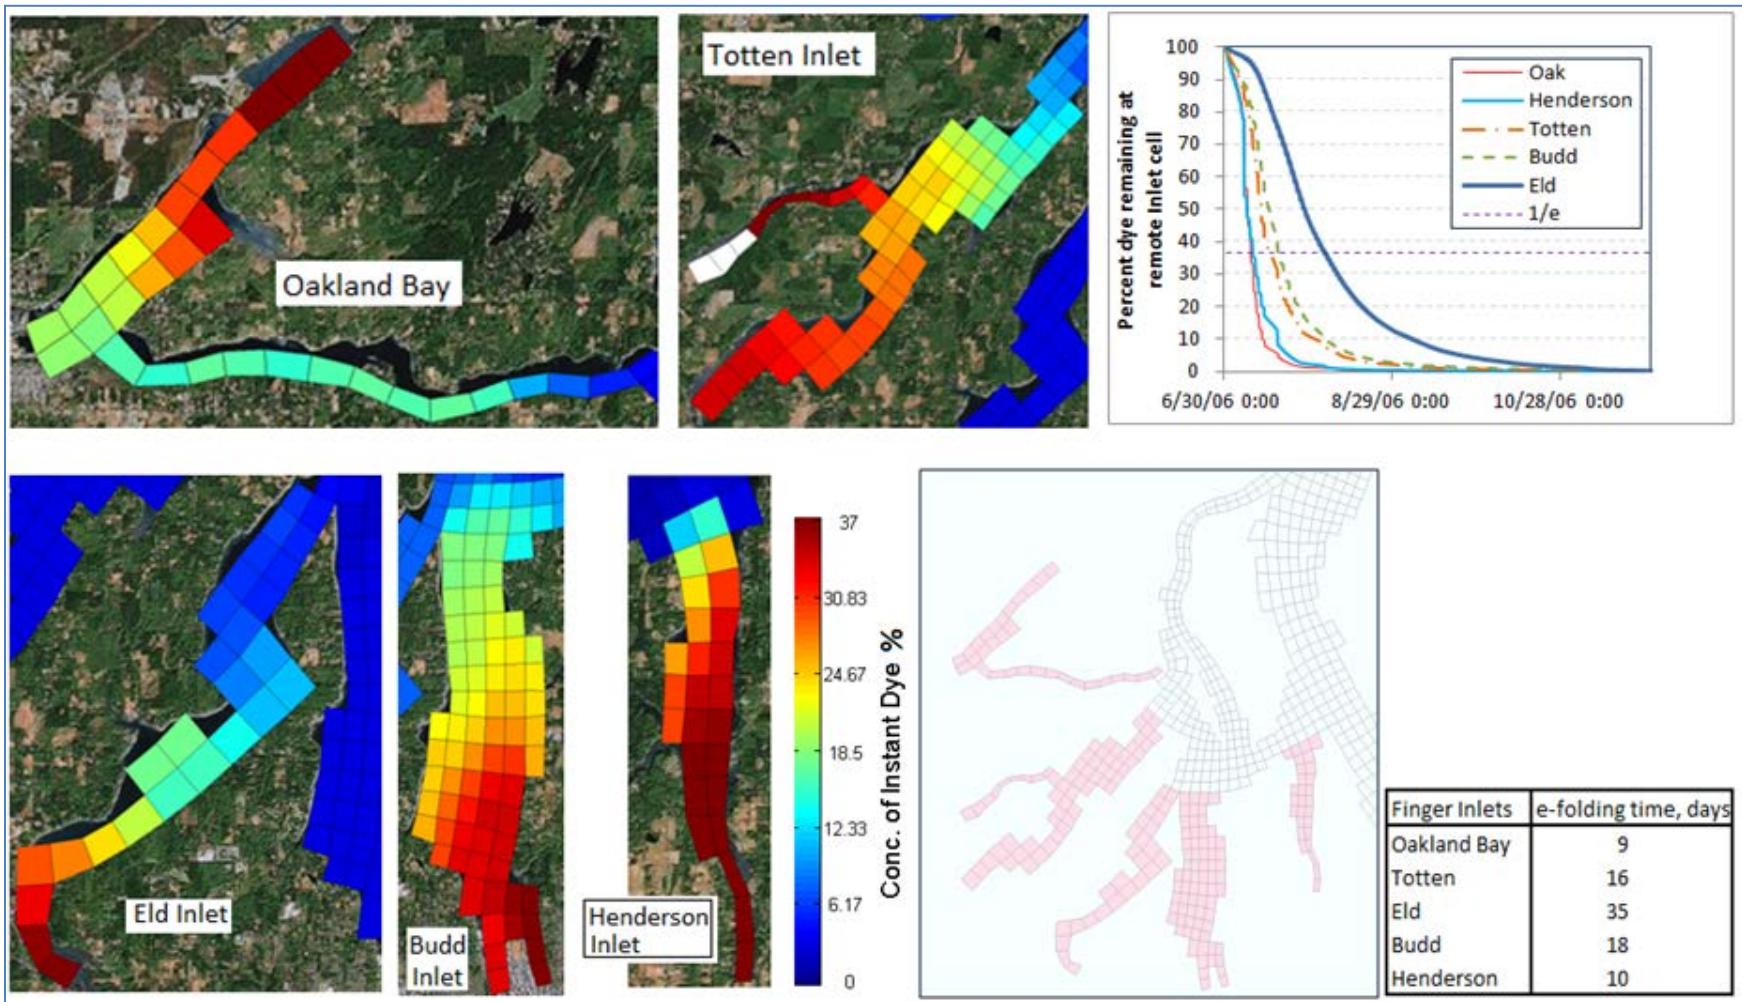 Oakland Bay
Totten Inlet
Percent dye remaining at
remote Inlet cell
100
90
80
70
60
50
40
30
20
10
0
6/30/06 0:00
8/29/06 0:00
10/28/06 0:00
Oak
Henderson
Totten
Budd
Eld
1/e
Eld Inlet
Budd
Inlet
Henderson
Inlet
37
30.83
24.67
18.5
12.33
6.17
0
Conc. of Instant Dye %
Finger Inlets e-folding time, days
Oakland Bay 9
Totten 16
Eld 35
Budd 18
Henderson 10